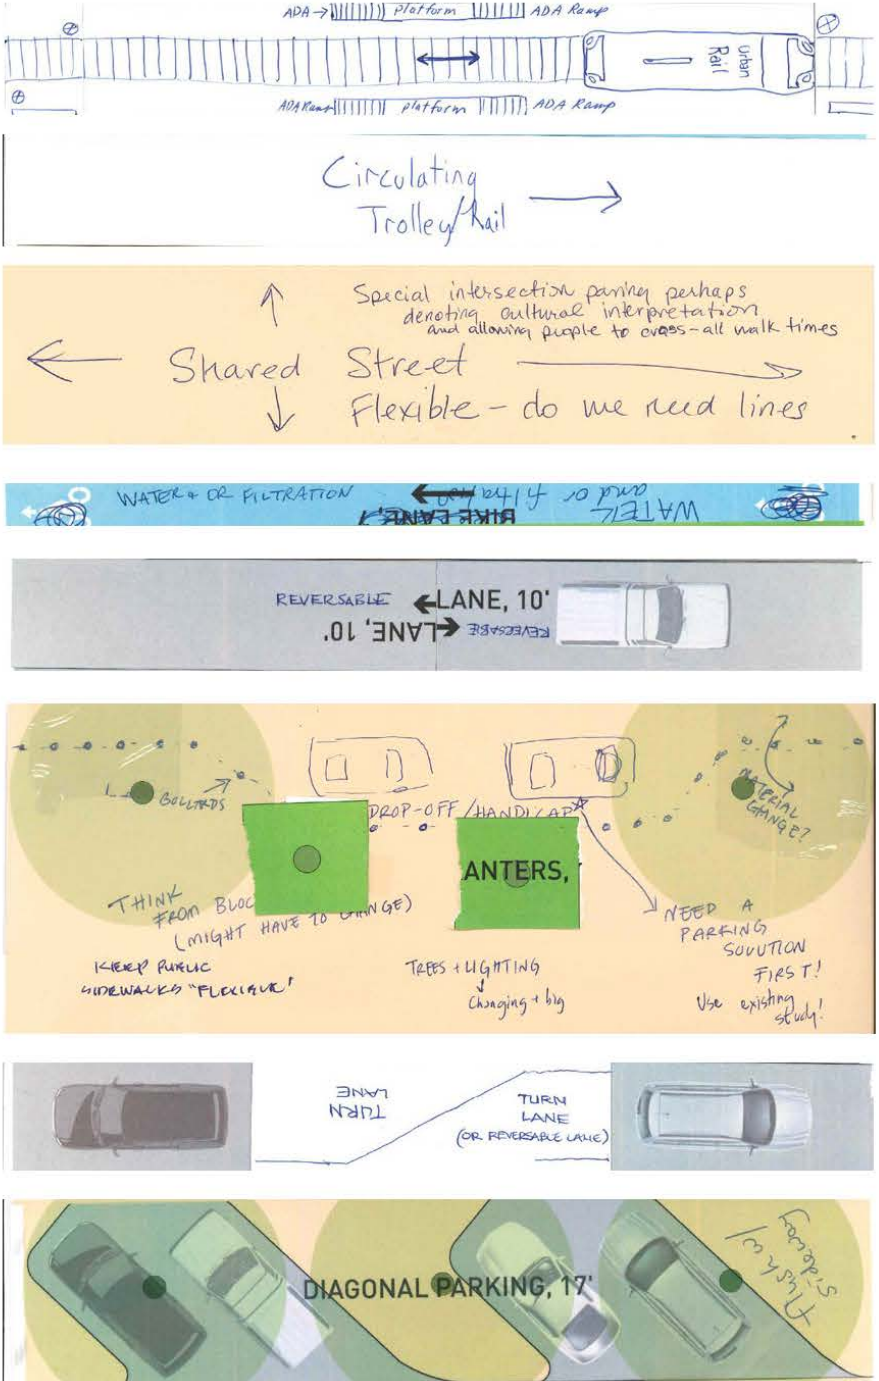 ADA → platform ADA Ramp
Urban
Rail
ADA Ramp platform ADA Ramp
Circulating
Trolley/Rail
Special intersection paving perhaps
denoting cultural interpretation
and allowing people to cross-all walk times
Shared Street
Flexible - do we need lines
WATER + OR FILTRATION
WATER and or filtration
BIKE LANE, 7
REVERSABLE ←LANE, 10'
REVERSABLE ←LANE, 10'
BOLLARDS
DROP-OFF/HANDICAP
MATERIAL
CHANGE?
ANTERS,
THINK
FROM BLOC
(MIGHT HAVE TO CHANGE)
KEEP PUBLIC
SIDEWALKS "FLEXIBLE"
TREES + LIGHTING
Changing + big
NEED A
PARKING
SOLUTION
FIRST!
Use existing
study!
TURN
LANE
TURN
LANE
(OR REVERSABLE LANE)
DIAGONAL PARKING, 17'
flush w/
sideway